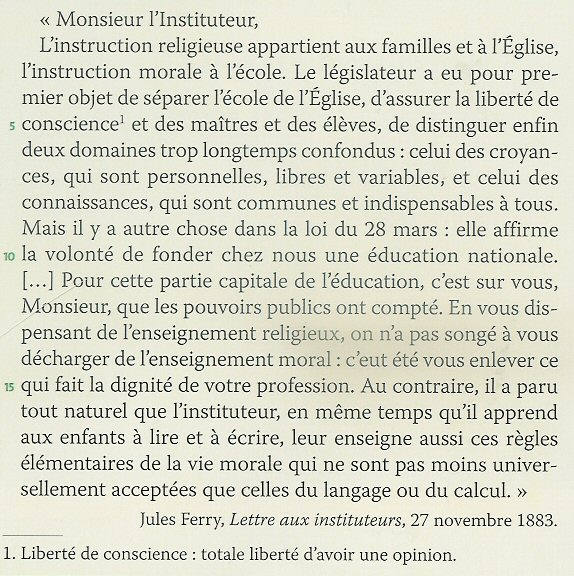 « Monsieur l'Instituteur,
L'instruction religieuse appartient aux familles et à l'Église,
l'instruction morale à l'école. Le législateur a eu pour pre-
mier objet de séparer l'école de l'Église, d'assurer la liberté de
5 conscience¹ et des maîtres et des élèves, de distinguer enfin
deux domaines trop longtemps confondus : celui des croyan-
ces, qui sont personnelles, libres et variables, et celui des
connaissances, qui sont communes et indispensables à tous.
Mais il y a autre chose dans la loi du 28 mars : elle affirme
10 la volonté de fonder chez nous une éducation nationale.
[…] Pour cette partie capitale de l'éducation, c'est sur vous,
Monsieur, que les pouvoirs publics ont compté. En vous dis-
pensant de l'enseignement religieux, on n'a pas songé à vous
décharger de l'enseignement moral : c'eut été vous enlever ce
15 qui fait la dignité de votre profession. Au contraire, il a paru
tout naturel que l'instituteur, en même temps qu'il apprend
aux enfants à lire et à écrire, leur enseigne aussi ces règles
élémentaires de la vie morale qui ne sont pas moins univer-
sellement acceptées que celles du langage ou du calcul. »
Jules Ferry, Lettre aux instituteurs, 27 novembre 1883.
1. Liberté de conscience : totale liberté d'avoir une opinion.